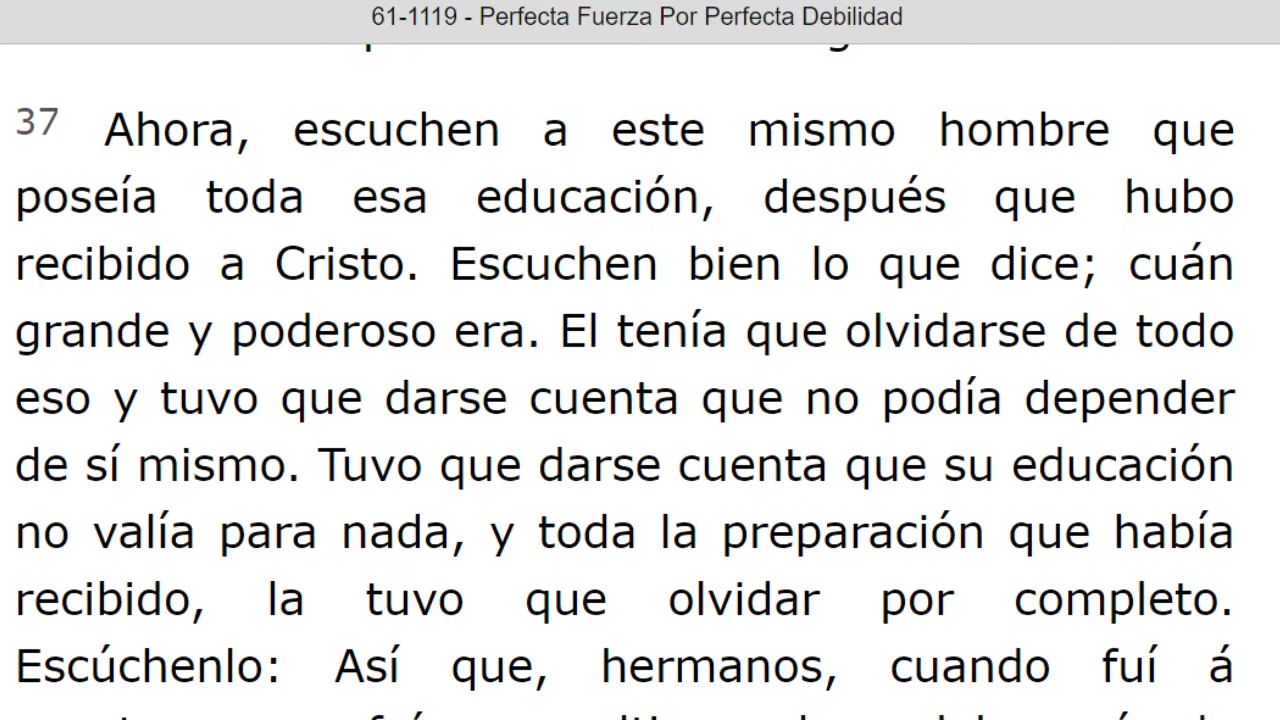 61-1119 - Perfecta Fuerza Por Perfecta Debilidad
37 Ahora, escuchen a este mismo hombre que
poseía toda esa educación, después que hubo
recibido a Cristo. Escuchen bien lo que dice; cuán
grande y poderoso era. El tenía que olvidarse de todo
eso y tuvo que darse cuenta que no podía depender
de sí mismo. Tuvo que darse cuenta que su educación
no valía para nada, y toda la preparación que había
recibido, la tuvo que olvidar por completo.
Escúchenlo: Así que, hermanos, cuando fuí á